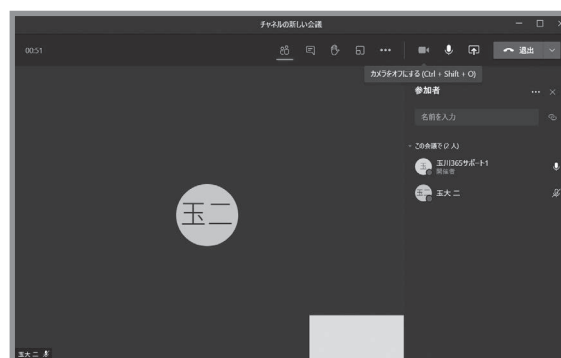 チャネルの新しい会議
00:51
退出
カメラをオフにする (Ctrl + Shift + O)
参加者
名前を入力
この会議で (2 人)
玉 玉川365サポート1
開催者
玉二 玉大 二
玉二
玉大 二